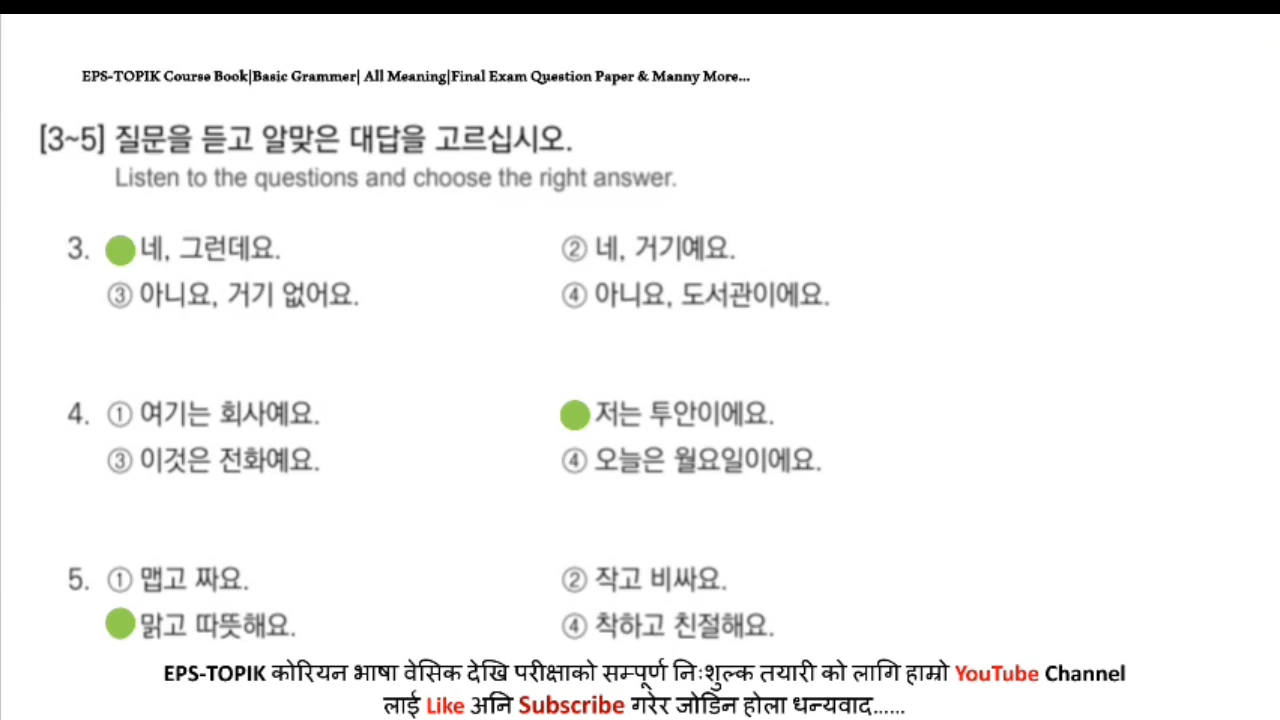 EPS-TOPIK Course Book|Basic Grammer| All Meaning|Final Exam Question Paper & Manny More...
[3~5] 질문을 듣고 알맞은 대답을 고르십시오.
Listen to the questions and choose the right answer.
3. 네, 그런데요. ② 네, 거기예요.
③ 아니요, 거기 없어요. ④ 아니요, 도서관이에요.
4. ① 여기는 회사예요. 저는 투안이에요.
③ 이것은 전화예요. ④ 오늘은 월요일이에요.
5. ① 맵고 짜요. ② 작고 비싸요.
맑고 따뜻해요. ④ 착하고 친절해요.
EPS-TOPIK कोरियन भाषा वेसिक देखि परीक्षाको सम्पूर्ण निःशुल्क तयारी को लागि हाम्रो YouTube Channel
लाई Like अनि Subscribe गरेर जोडिन होला धन्यवाद......